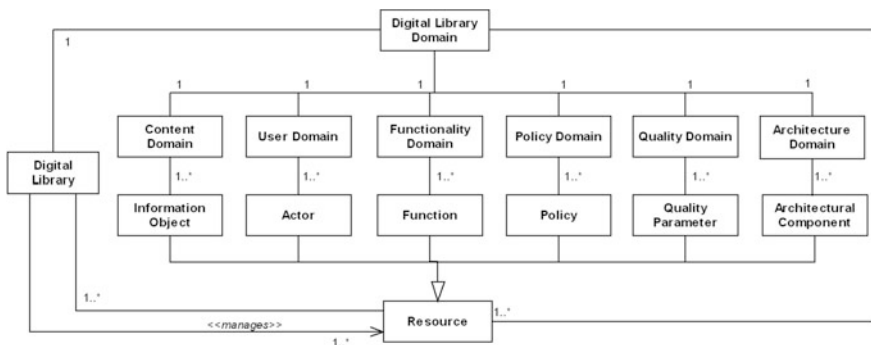 Digital Library
Domain
1
1
1
1
1
1
1
Content
Domain
User Domain
Functionality
Domain
Policy Domain
Quality Domain
Architecture
Domain
Digital
Library
1..*
1..*
1..*
1..*
1..*
1..*
Information
Object
Actor
Function
Policy
Quality
Parameter
Architectural
Component
1..*
Resource
1..*
<<manages>>
1..*